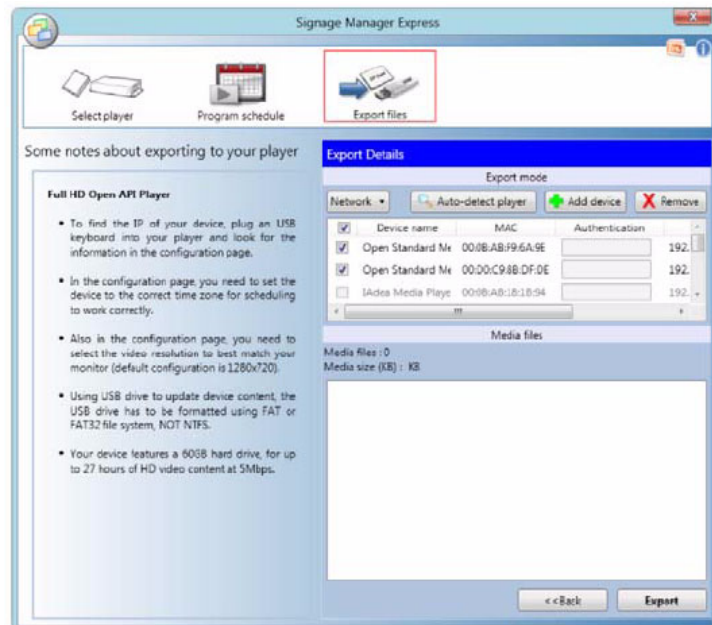 Signage Manager Express
Select player
Program schedule
Export files
Some notes about exporting to your player
Full HD Open API Player
• To find the IP of your device, plug an USB
keyboard into your player and look for the
information in the configuration page.
• In the configuration page, you need to set the
device to the correct time zone for scheduling
to work correctly.
• Also in the configuration page, you need to
select the video resolution to best match your
monitor (default configuration is 1280x720).
• Using USB drive to update device content, the
USB drive has to be formatted using FAT or
FAT32 file system, NOT NTFS.
• Your device features a 60GB hard drive, for up
to 27 hours of HD video content at 5Mbps.
Export Details
Export mode
Network Auto-detect player Add device Remove
Device name MAC Authentication
Open Standard Me 00:0B:AB:F9:6A:9E 192.
Open Standard Me 00:D0:C9:8B:DF:DE 192.
IAdea Media Playe 00:0B:AB:18:18:94 192.
Media files
Media files : 0
Media size (KB) : KB
<<Back Export